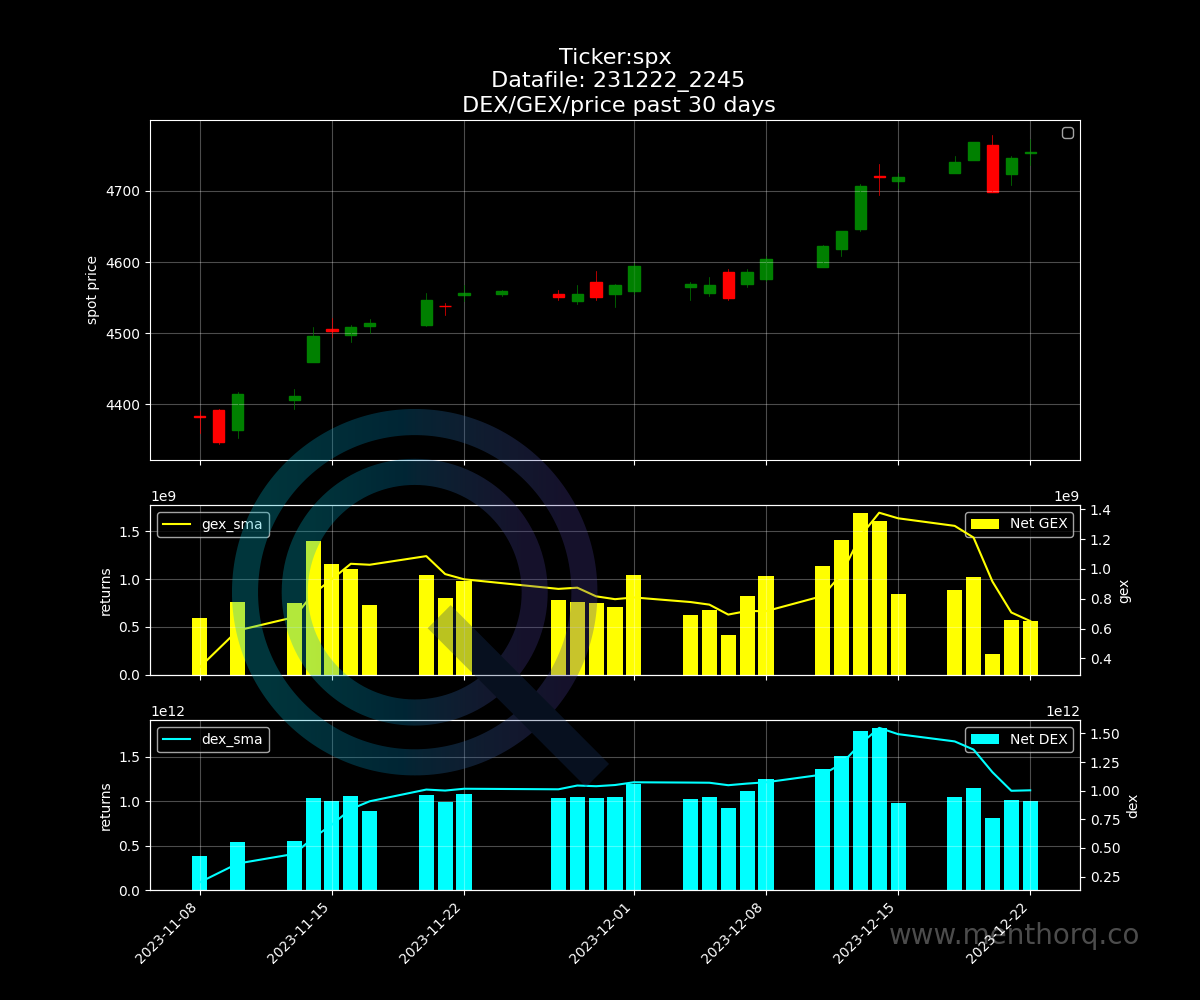 Ticker:spx
Datafile: 231222_2245
DEX/GEX/price past 30 days
spot price
4700
4600
4500
4400
1e9
1e9
gex_sma
Net GEX
returns
1.5
1.0
0.5
0.0
1.4
1.2
1.0
0.8
0.6
0.4
gex
1e12
1e12
dex_sma
Net DEX
returns
1.5
1.0
0.5
0.0
1.50
1.25
1.00
0.75
0.50
0.25
dex
2023-11-08
2023-11-15
2023-11-22
2023-12-01
2023-12-08
2023-12-15
2023-12-22
www.menthorq.co